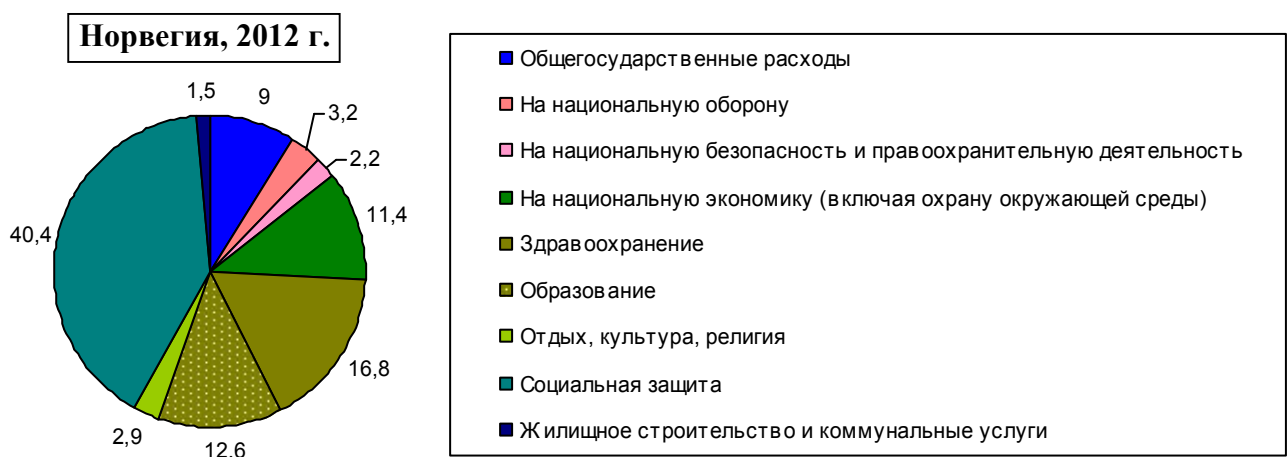 Норвегия, 2012 г.
1,5
9
3,2
2,2
11,4
40,4
16,8
2,9
12,6
Общегосударственные расходы
На национальную оборону
На национальную безопасность и правоохранительную деятельность
На национальную экономику (включая охрану окружающей среды)
Здравоохранение
Образование
Отдых, культура, религия
Социальная защита
Жилищное строительство и коммунальные услуги